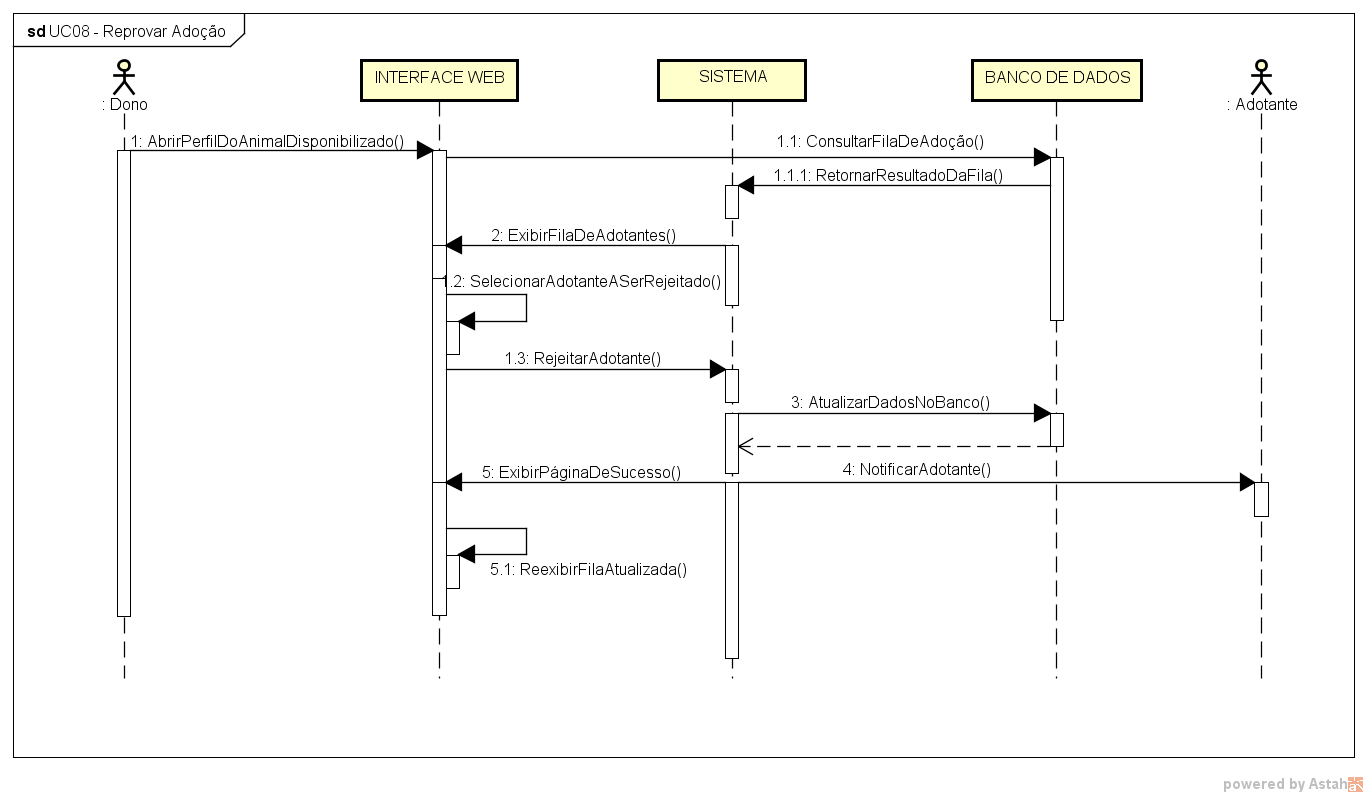 sd UC08 - Reprovar Adoção
: Dono
INTERFACE WEB
SISTEMA
BANCO DE DADOS
: Adotante
1: AbrirPerfilDoAnimalDisponibilizado()
1.1: ConsultarFilaDeAdoção()
1.1.1: RetornarResultadoDaFila()
2: ExibirFilaDeAdotantes()
1.2: SelecionarAdotanteASerRejeitado()
1.3: RejeitarAdotante()
3: AtualizarDadosNoBanco()
5: ExibirPáginaDeSucesso()
4: NotificarAdotante()
5.1: ReexibirFilaAtualizada()
powered by Astah